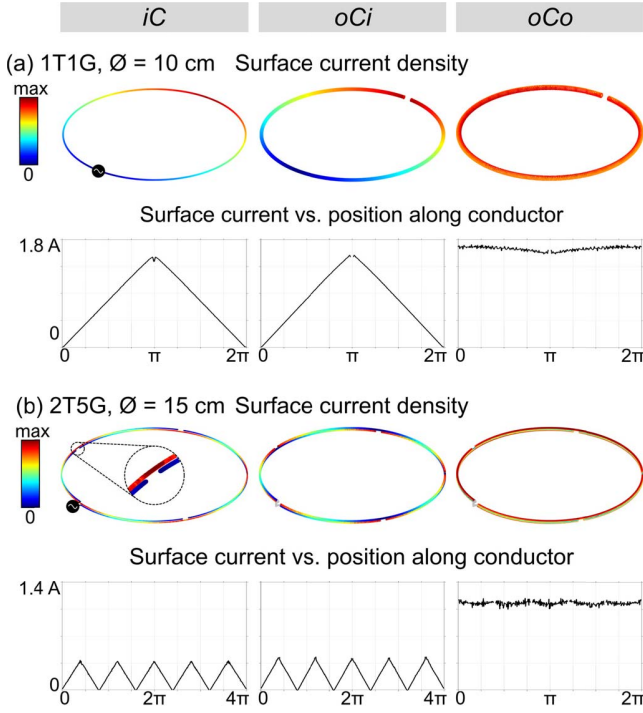 iC oCi oCo
(a) 1T1G, Ø = 10 cm Surface current density
max
0
Surface current vs. position along conductor
1.8 A
0
0 π 2π 0 π 2π 0 π 2π
(b) 2T5G, Ø = 15 cm Surface current density
max
0
Surface current vs. position along conductor
1.4 A
0
0 2π 4π 0 2π 4π 0 π 2π